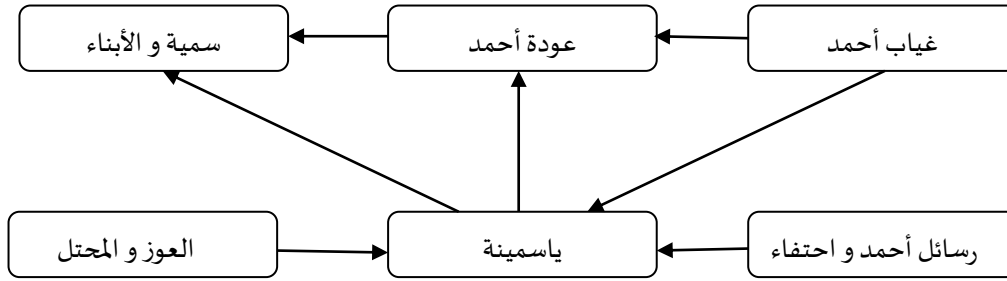 غياب أحمد
عودة أحمد
سمية و الأبناء
رسائل أحمد و احتفاء
ياسمينة
العوز و المحتل